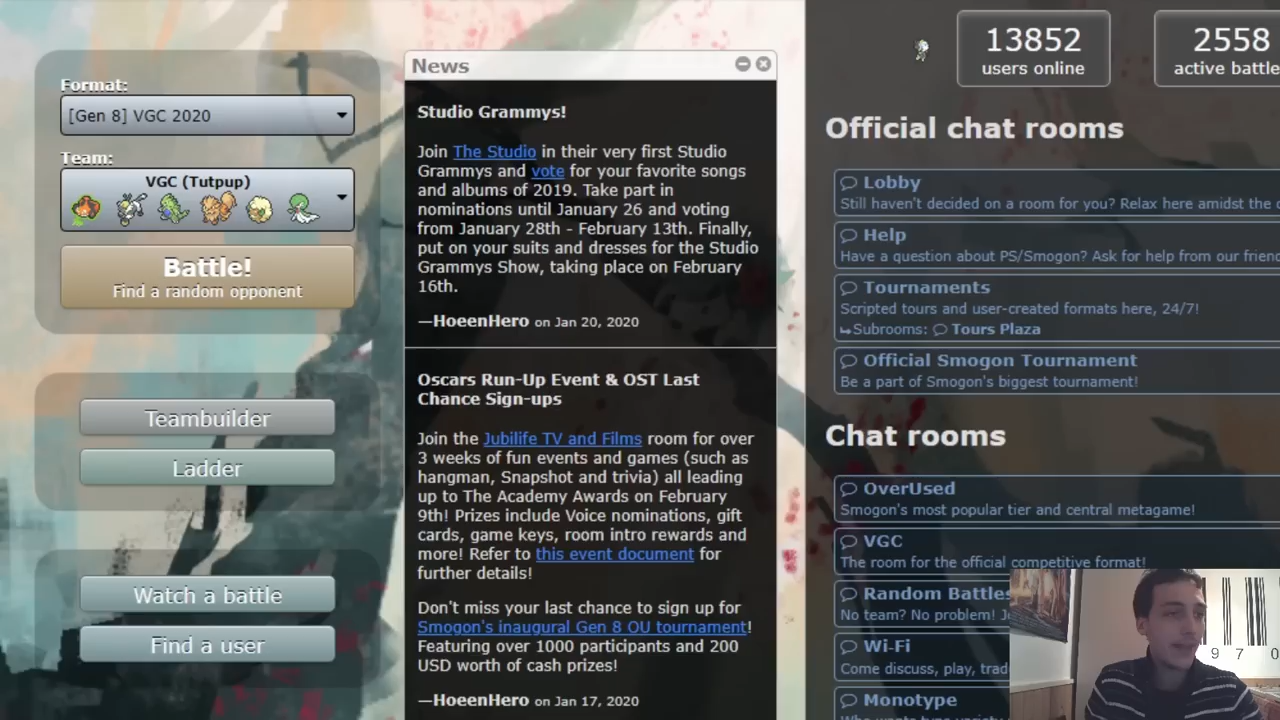 Format:
[Gen 8] VGC 2020
Team:
VGC (Tutpup)
Battle!
Find a random opponent
Teambuilder
Ladder
Watch a battle
Find a user
News
Studio Grammys!
Join The Studio in their very first Studio
Grammys and vote for your favorite songs
and albums of 2019. Take part in
nominations until January 26 and voting
from January 28th - February 13th. Finally,
put on your suits and dresses for the Studio
Grammys Show, taking place on February
16th.
—HoeenHero on Jan 20, 2020
Oscars Run-Up Event & OST Last
Chance Sign-ups
Join the Jubilife TV and Films room for over
3 weeks of fun events and games (such as
hangman, Snapshot and trivia) all leading
up to The Academy Awards on February
9th! Prizes include Voice nominations, gift
cards, game keys, room intro rewards and
more! Refer to this event document for
further details!
Don't miss your last chance to sign up for
Smogon's inaugural Gen 8 OU tournament!
Featuring over 1000 participants and 200
USD worth of cash prizes!
—HoeenHero on Jan 17, 2020
13852
users online
2558
active battle
Official chat rooms
Lobby
Still haven't decided on a room for you? Relax here amidst the
Help
Have a question about PS/Smogon? Ask for help from our
Tournaments
Scripted tours and user-created formats here, 24/7!
↳Subrooms: Tours Plaza
Official Smogon Tournament
Be a part of Smogon's biggest tournament!
Chat rooms
OverUsed
Smogon's most popular tier and central metagame!
VGC
The room for the official competitive format!
Random Battles
No team? No problem!
Wi-Fi
Come discuss, play,
Monotype
9 7 0